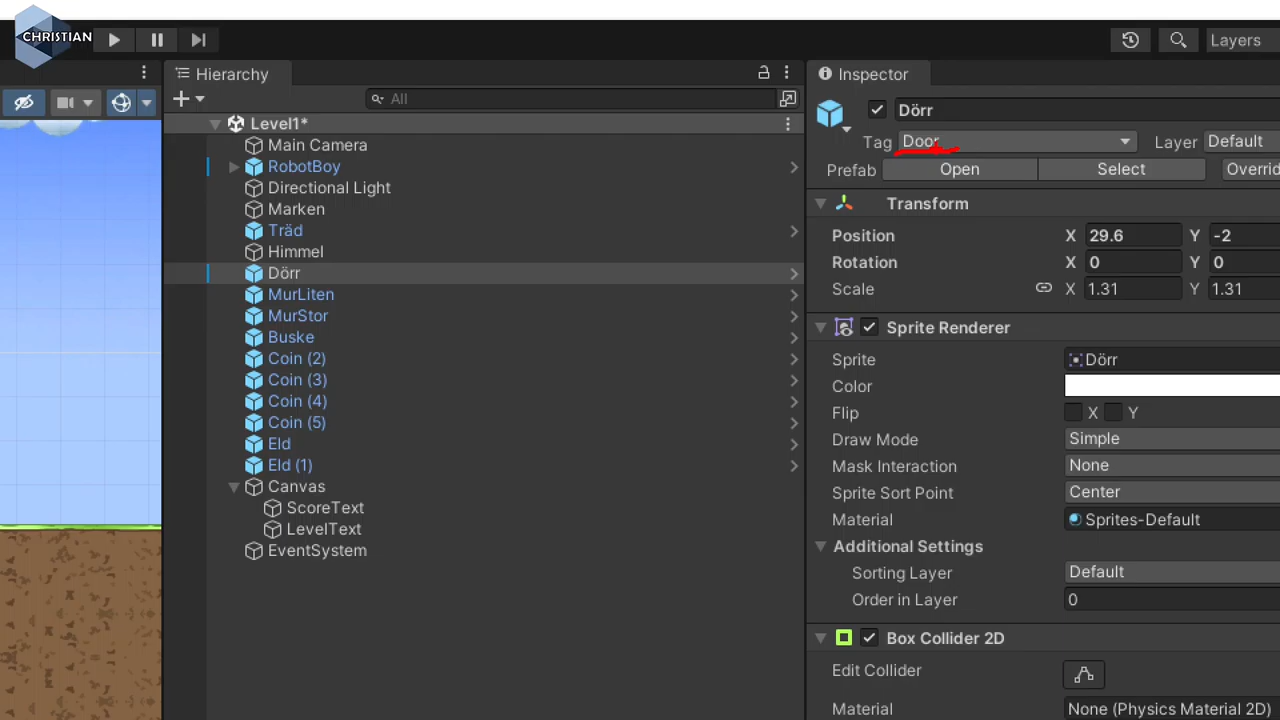 CHRISTIAN
Layers
Hierarchy
Inspector
All
Level1*
Main Camera
RobotBoy
Directional Light
Marken
Träd
Himmel
Dörr
MurLiten
MurStor
Buske
Coin (2)
Coin (3)
Coin (4)
Coin (5)
Eld
Eld (1)
Canvas
ScoreText
LevelText
EventSystem
Dörr
Tag Door Layer Default
Prefab Open Select Overrid
Transform
Position X 29.6 Y -2
Rotation X 0 Y 0
Scale X 1.31 Y 1.31
Sprite Renderer
Sprite Dörr
Color
Flip X Y
Draw Mode Simple
Mask Interaction None
Sprite Sort Point Center
Material Sprites-Default
Additional Settings
Sorting Layer Default
Order in Layer 0
Box Collider 2D
Edit Collider
Material None (Physics Material 2D)